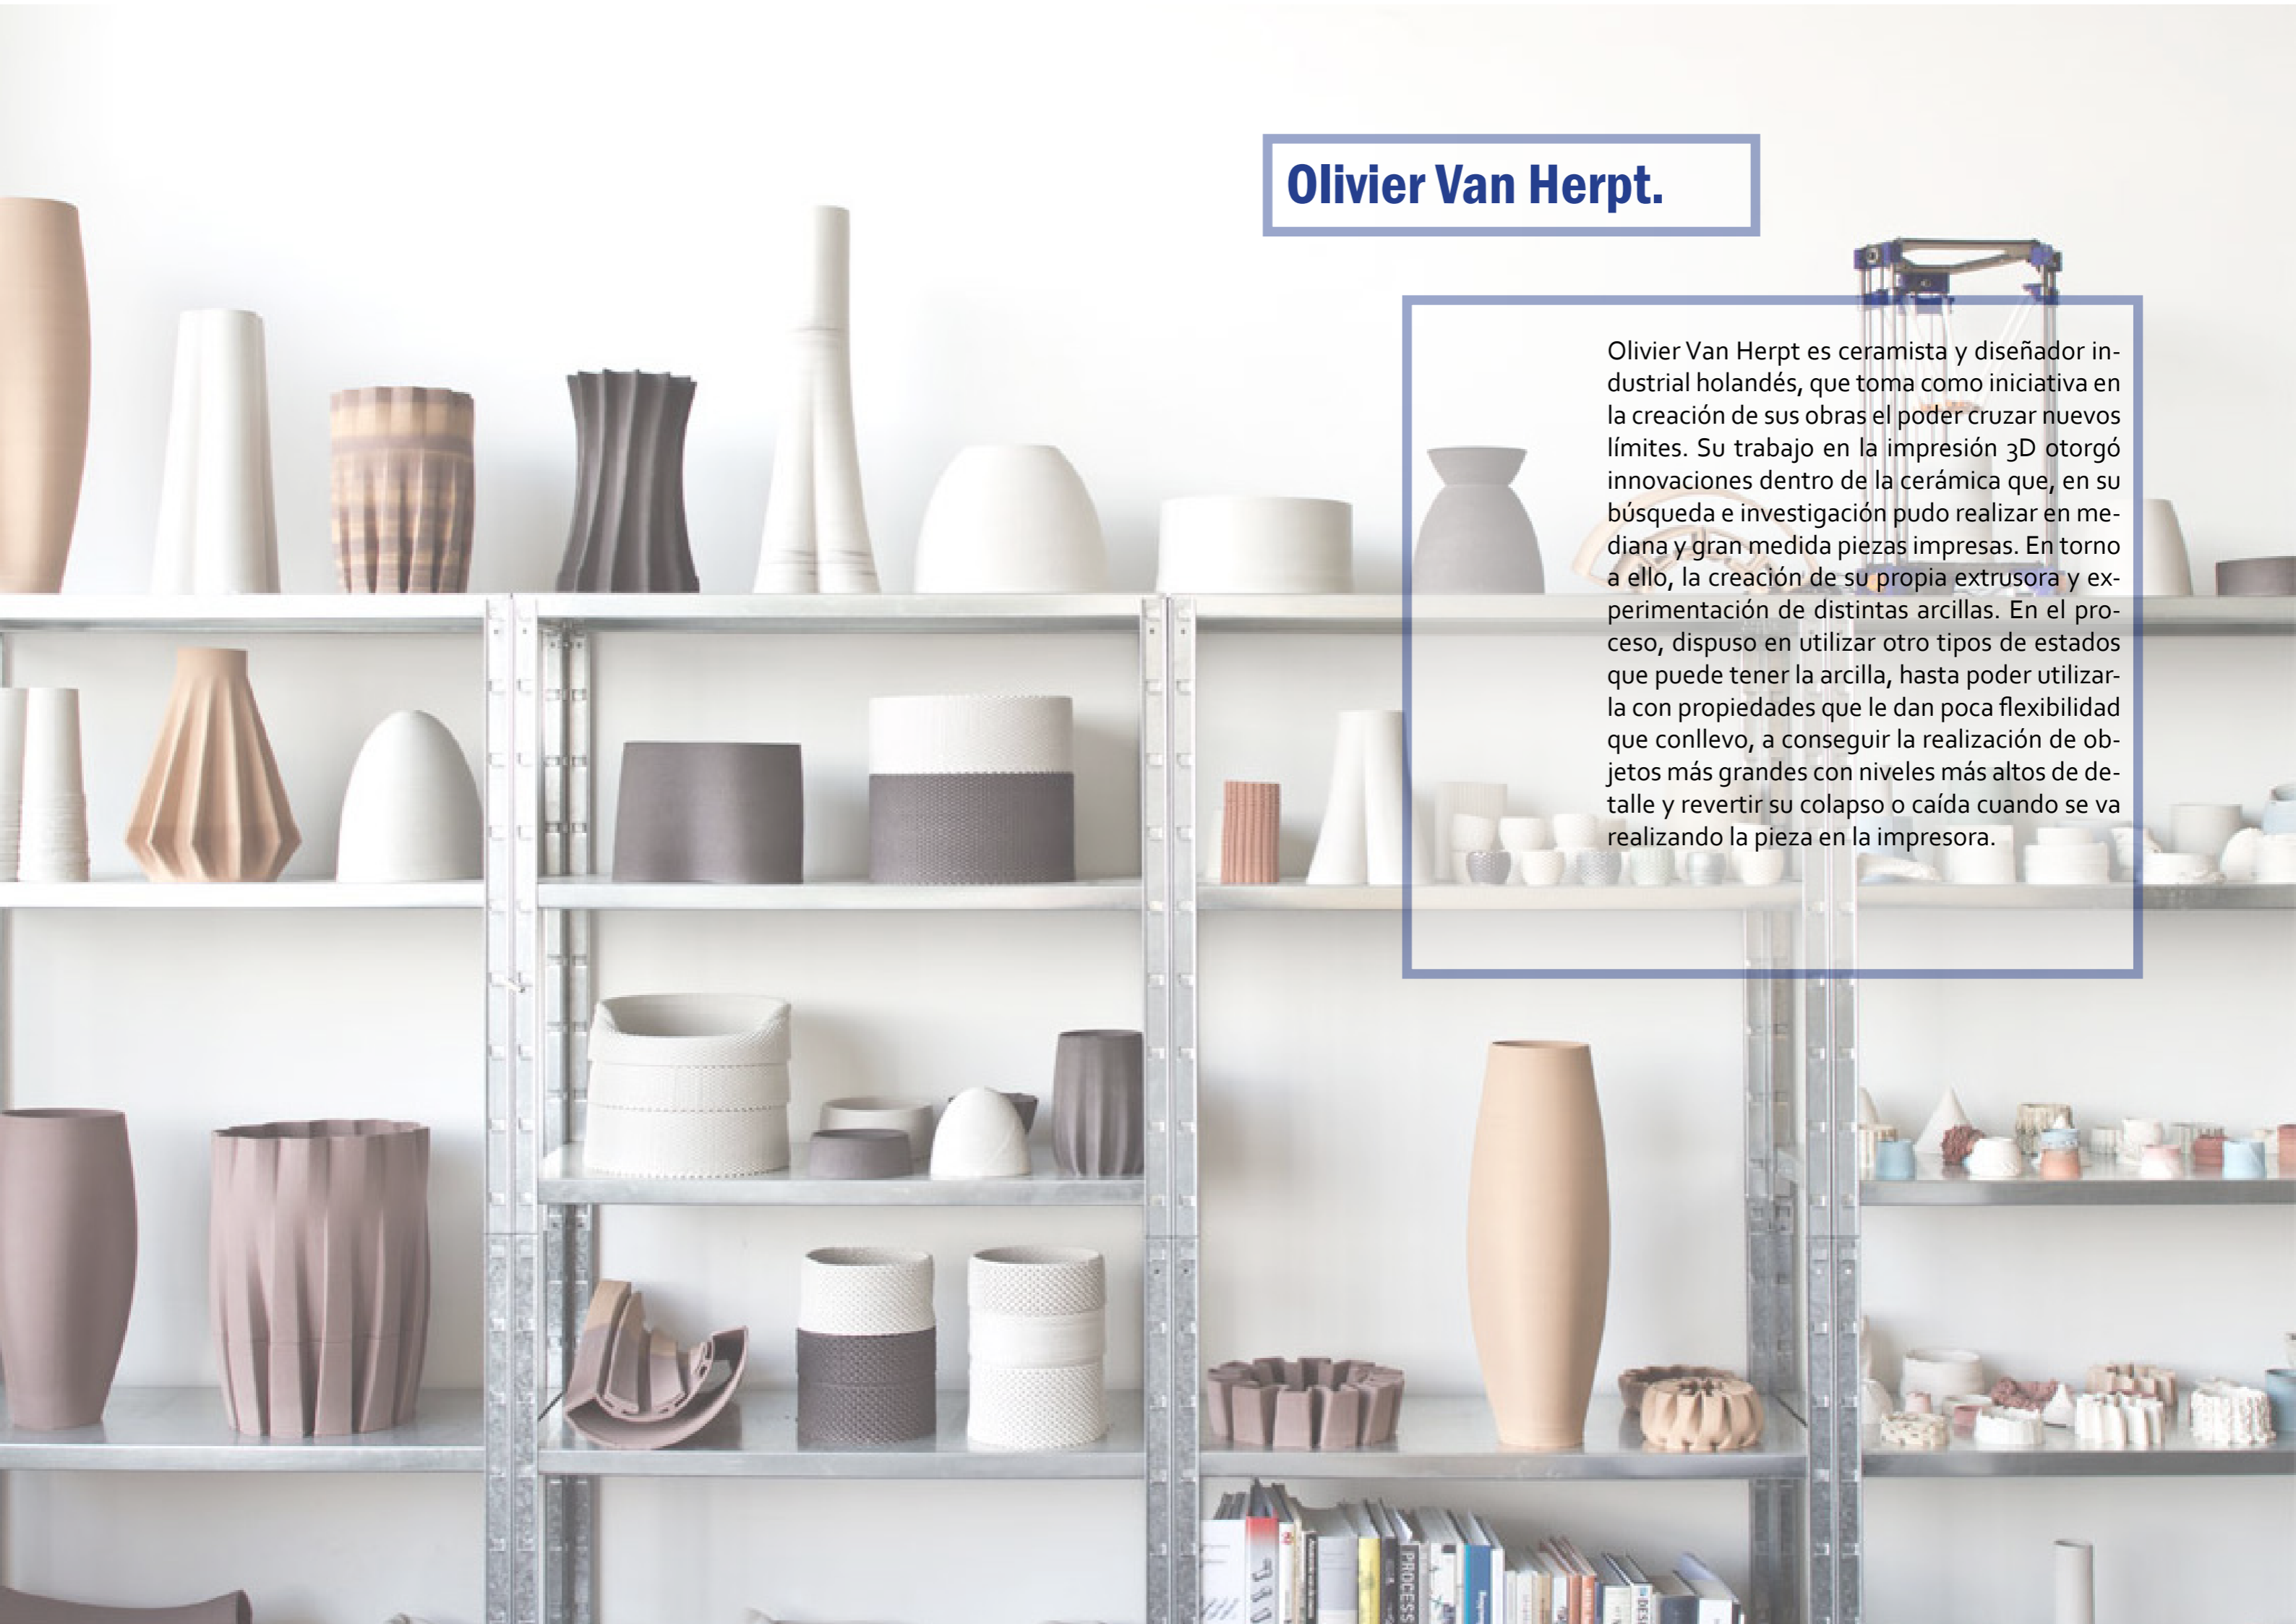 Olivier Van Herpt.
Olivier Van Herpt es ceramista y diseñador in-
dustrial holandés, que toma como iniciativa en
la creación de sus obras el poder cruzar nuevos
límites. Su trabajo en la impresión 3D otorgó
innovaciones dentro de la cerámica que, en su
búsqueda e investigación pudo realizar en me-
diana y gran medida piezas impresas. En torno
a ello, la creación de su propia extrusora y ex-
perimentación de distintas arcillas. En el pro-
ceso, dispuso en utilizar otro tipos de estados
que puede tener la arcilla, hasta poder utilizar-
la con propiedades que le dan poca flexibilidad
que conllevo, a conseguir la realización de ob-
jetos más grandes con niveles más altos de de-
talle y revertir su colapso o caída cuando se va
realizando la pieza en la impresora.
PROCESS